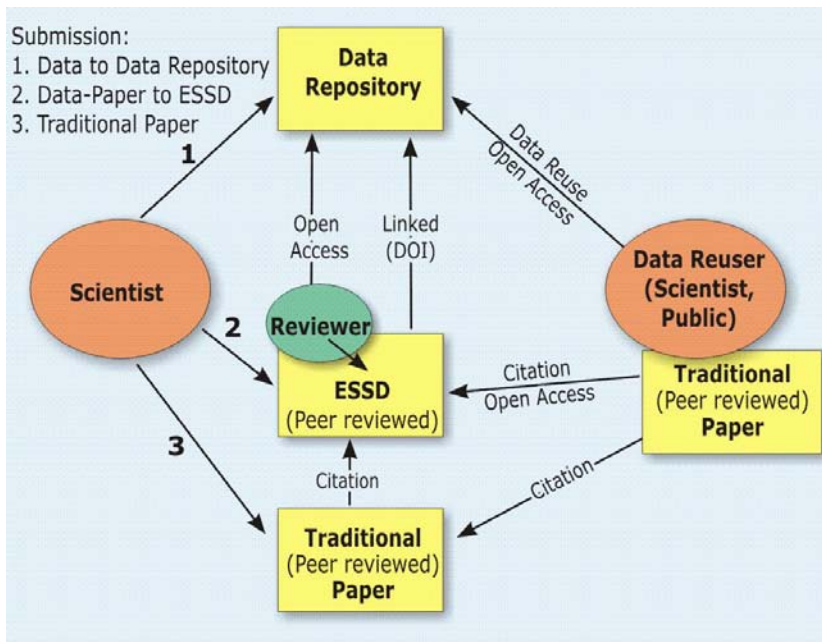 Submission:
1. Data to Data Repository
2. Data-Paper to ESSD
3. Traditional Paper
Data
Repository
1
Data Reuse
Open Access
Open
Access
Linked
(DOI)
Scientist
Data Reuser
(Scientist,
Public)
2
Reviewer
ESSD
(Peer reviewed)
Citation
Open Access
Traditional
(Peer reviewed)
Paper
3
Citation
Citation
Traditional
(Peer reviewed)
Paper